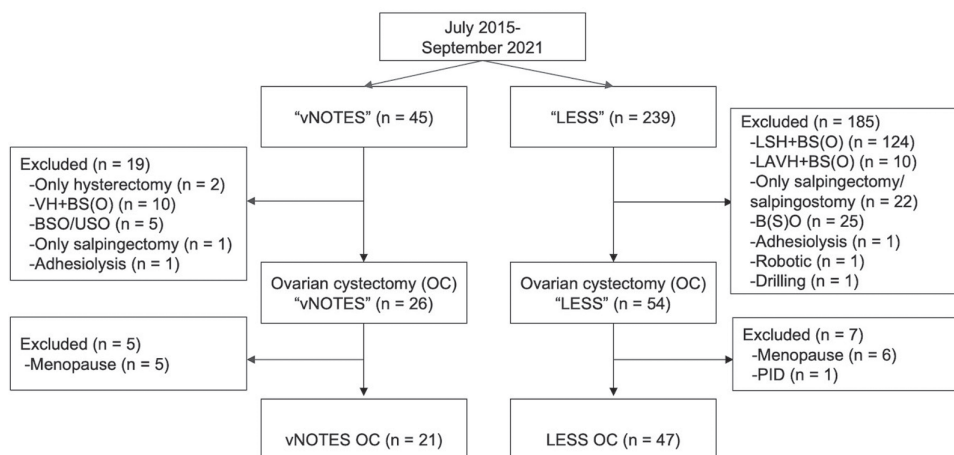 July 2015-
September 2021
“vNOTES” (n = 45)
“LESS” (n = 239)
Excluded (n = 19)
-Only hysterectomy (n = 2)
-VH+BS(O) (n = 10)
-BSO/USO (n = 5)
-Only salpingectomy (n = 1)
-Adhesiolysis (n = 1)
Excluded (n = 185)
-LSH+BS(O) (n = 124)
-LAVH+BS(O) (n = 10)
-Only salpingectomy/
salpingostomy (n = 22)
-B(S)O (n = 25)
-Adhesiolysis (n = 1)
-Robotic (n = 1)
-Drilling (n = 1)
Ovarian cystectomy (OC)
“vNOTES” (n = 26)
Ovarian cystectomy (OC)
“LESS” (n = 54)
Excluded (n = 5)
-Menopause (n = 5)
Excluded (n = 7)
-Menopause (n = 6)
-PID (n = 1)
vNOTES OC (n = 21)
LESS OC (n = 47)